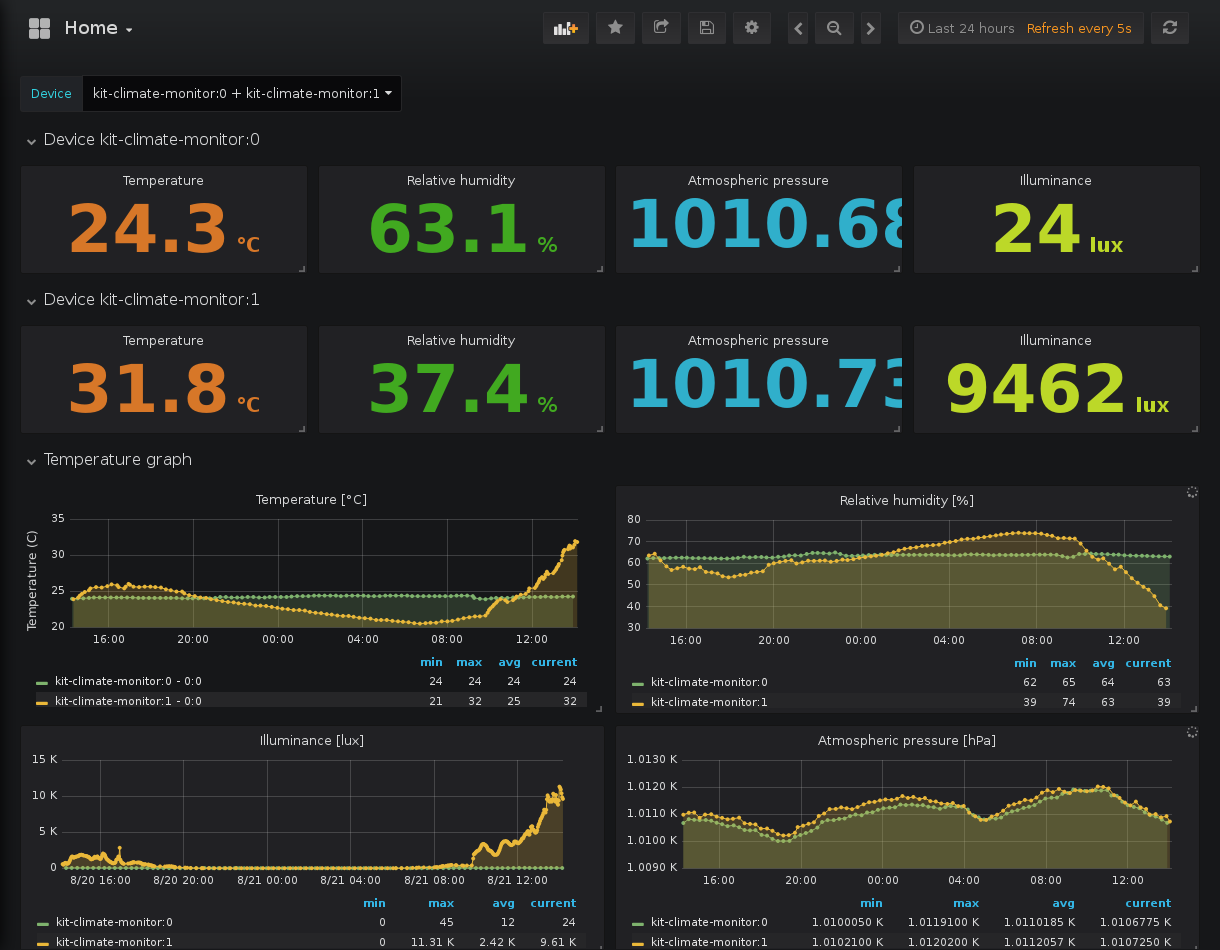 Home
Last 24 hours Refresh every 5s
Device kit-climate-monitor:0 + kit-climate-monitor:1
Device kit-climate-monitor:0
Temperature Relative humidity Atmospheric pressure Illuminance
24.3 °C 63.1 % 1010.68 24 lux
Device kit-climate-monitor:1
Temperature Relative humidity Atmospheric pressure Illuminance
31.8 °C 37.4 % 1010.73 9462 lux
Temperature graph
Temperature [°C]
Temperature (C)
35
30
25
20
16:00 20:00 00:00 04:00 08:00 12:00
min max avg current
kit-climate-monitor:0 - 0:0 24 24 24 24
kit-climate-monitor:1 - 0:0 21 32 25 32
Relative humidity [%]
80
70
60
50
40
30
16:00 20:00 00:00 04:00 08:00 12:00
min max avg current
kit-climate-monitor:0 62 65 64 63
kit-climate-monitor:1 39 74 63 39
Illuminance [lux]
15 K
10 K
5 K
0
8/20 16:00 8/20 20:00 8/21 00:00 8/21 04:00 8/21 08:00 8/21 12:00
min max avg current
kit-climate-monitor:0 0 45 12 24
kit-climate-monitor:1 0 11.31 K 2.42 K 9.61 K
Atmospheric pressure [hPa]
1.0130 K
1.0120 K
1.0110 K
1.0100 K
1.0090 K
16:00 20:00 00:00 04:00 08:00 12:00
min max avg current
kit-climate-monitor:0 1.0100050 K 1.0119100 K 1.0110185 K 1.0106775 K
kit-climate-monitor:1 1.0102100 K 1.0120200 K 1.0112057 K 1.0107250 K